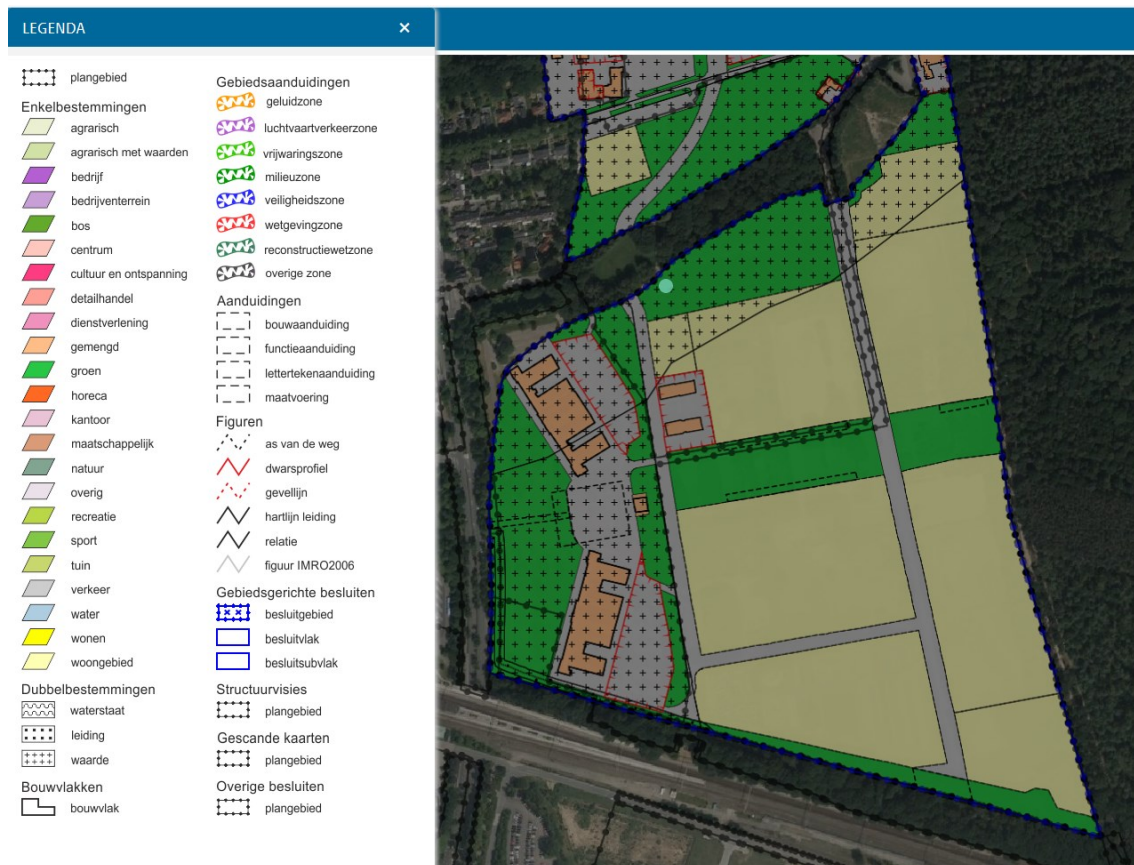 LEGENDA ×
plangebied
Enkelbestemmingen
agrarisch
agrarisch met waarden
bedrijf
bedrijventerrein
bos
centrum
cultuur en ontspanning
detailhandel
dienstverlening
gemengd
groen
horeca
kantoor
maatschappelijk
natuur
overig
recreatie
sport
tuin
verkeer
water
wonen
woongebied
Dubbelbestemmingen
waterstaat
leiding
waarde
Bouwvlakken
bouwvlak
Gebiedsaanduidingen
geluidzone
luchtvaartverkeerzone
vrijwaringszone
milieuzone
veiligheidszone
wetgevingzone
reconstructiewetzone
overige zone
Aanduidingen
bouwaanduiding
functieaanduiding
lettertekenaanduiding
maatvoering
Figuren
as van de weg
dwarsprofiel
gevellijn
hartlijn leiding
relatie
figuur IMRO2006
Gebiedsgerichte besluiten
besluitgebied
besluitvlak
besluitsubvlak
Structuurvisies
plangebied
Gescande kaarten
plangebied
Overige besluiten
plangebied